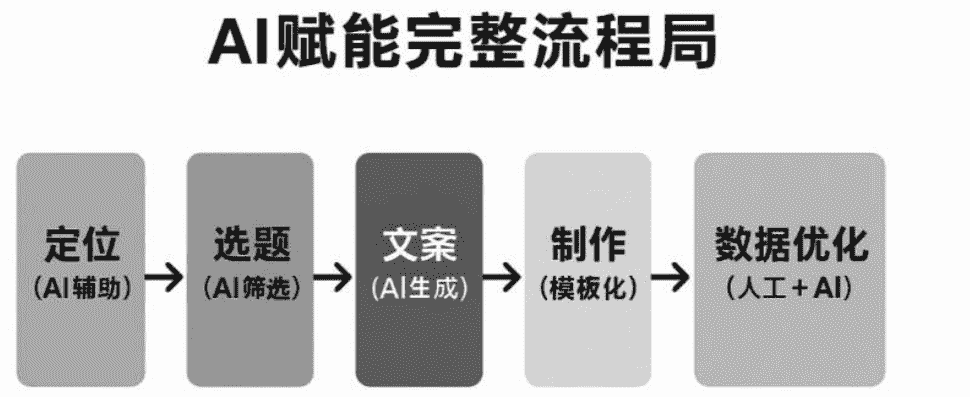 AI赋能完整流程局
定位
(AI辅助)
选题
(AI筛选)
文案
(AI生成)
制作
(模板化)
数据优化
(人工+AI)